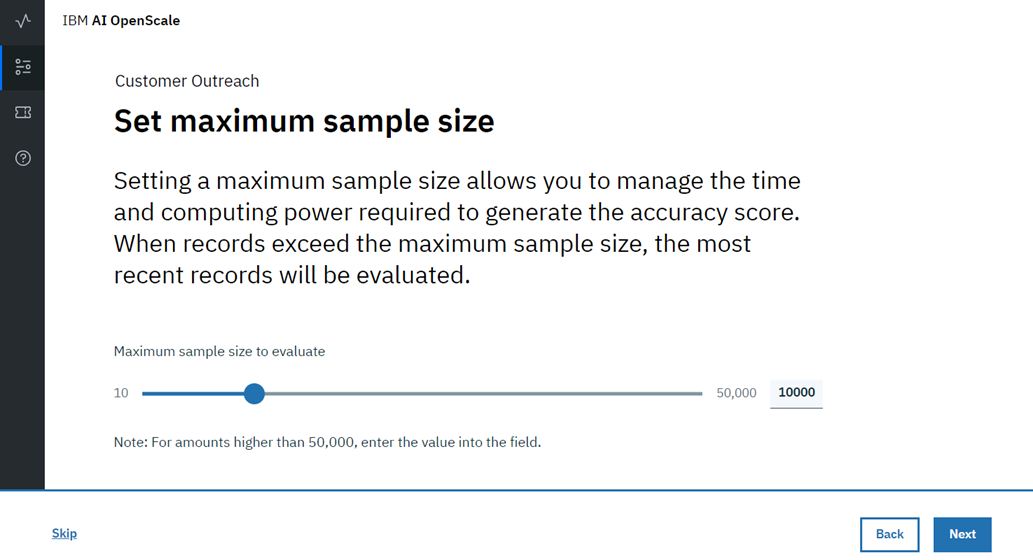 IBM AI OpenScale
Customer Outreach
Set maximum sample size
Setting a maximum sample size allows you to manage the time
and computing power required to generate the accuracy score.
When records exceed the maximum sample size, the most
recent records will be evaluated.
Maximum sample size to evaluate
10 50,000 10000
Note: For amounts higher than 50,000, enter the value into the field.
Skip Back Next